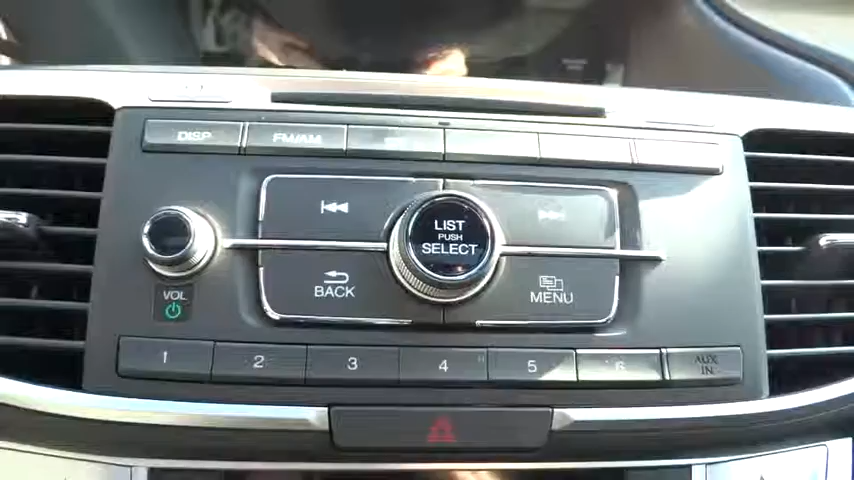 DISP
FM/AM
LIST
PUSH
SELECT
BACK
MENU
VOL
1
2
3
4
5
6
AUX
IN